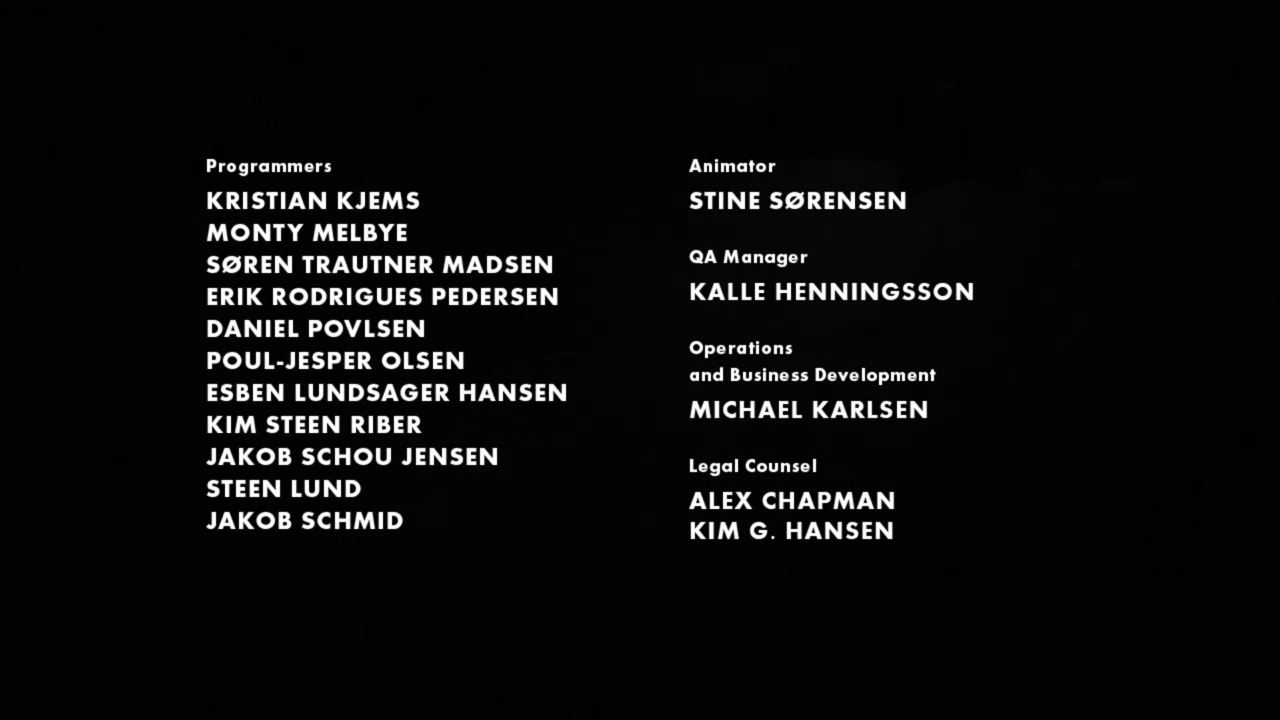 Programmers
KRISTIAN KJEMS
MONTY MELBYE
SØREN TRAUTNER MADSEN
ERIK RODRIGUES PEDERSEN
DANIEL POVLSEN
POUL-JESPER OLSEN
ESBEN LUNDSAGER HANSEN
KIM STEEN RIBER
JAKOB SCHOU JENSEN
STEEN LUND
JAKOB SCHMID
Animator
STINE SØRENSEN
QA Manager
KALLE HENNINGSSON
Operations
and Business Development
MICHAEL KARLSEN
Legal Counsel
ALEX CHAPMAN
KIM G. HANSEN